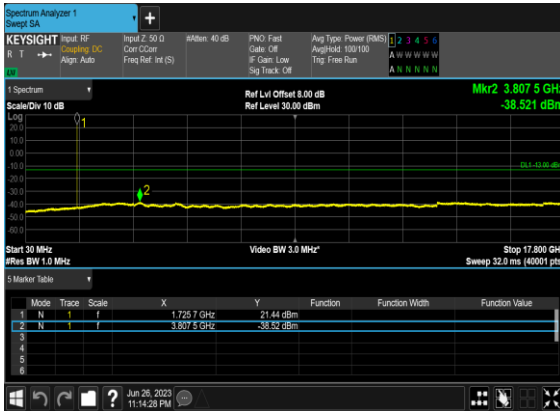 Spectrum Analyzer 1
Swept SA
+
KEYSIGHT Input: RF Input Z: 50 Ω #Atten: 40 dB PNO: Fast Avg Type: Power (RMS) 1 2 3 4 5 6
R T Coupling: DC Corr CCorr Gate: Off Avg|Hold: 100/100 A W W W W W
Align: Auto Freq Ref: Int (S) IF Gain: Low Trig: Free Run
Sig Track: Off A N N N N N
1 Spectrum Ref Lvl Offset 8.00 dB Mkr2 3.807 5 GHz
Scale/Div 10 dB Ref Level 30.00 dBm -38.521 dBm
Log
20.0
10.0
0.00
-10.0
-20.0
-30.0
-40.0
-50.0
-60.0
1
2
DL1 -13.00 dBm
Start 30 MHz Video BW 3.0 MHz* Stop 17.800 GHz
#Res BW 1.0 MHz Sweep 32.0 ms (40001 pts)
5 Marker Table
Mode Trace Scale X Y Function Function Width Function Value
1 N 1 f 1.725 7 GHz 21.44 dBm
2 N 1 f 3.807 5 GHz -38.52 dBm
3
4
5
6
? Jun 26, 2023
11:14:28 PM